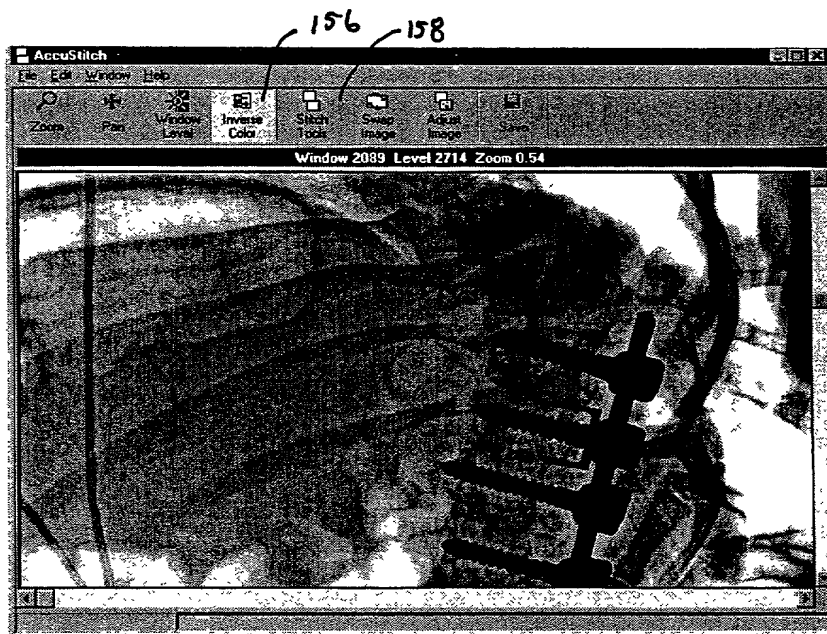 156 158
AccuStitch
File Edit Window Help
Zoom Pan Window Level Inverse Color Stitch Tools Swap Image Adjust Image Save
Window 2089 Level 2714 Zoom 0.54